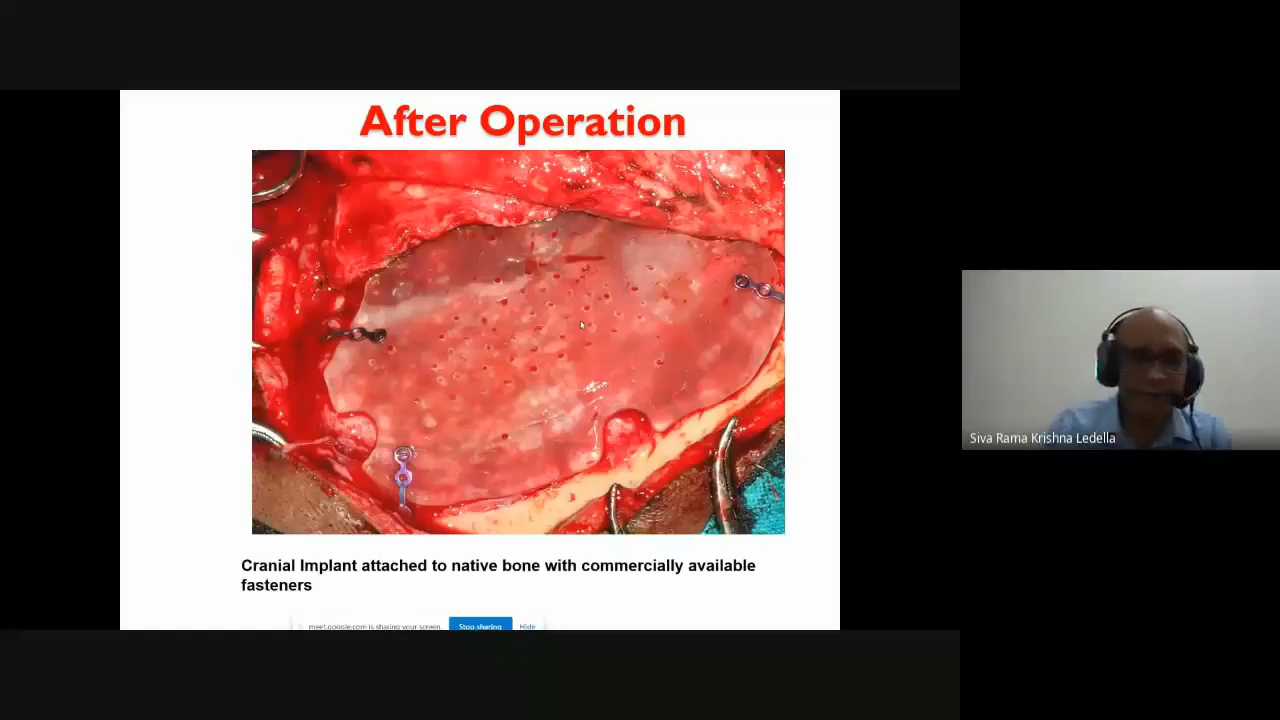 After Operation
Siva Rama Krishna Ledella
Cranial Implant attached to native bone with commercially available
fasteners
meet.google.com is sharing your screen. Stop sharing Hide